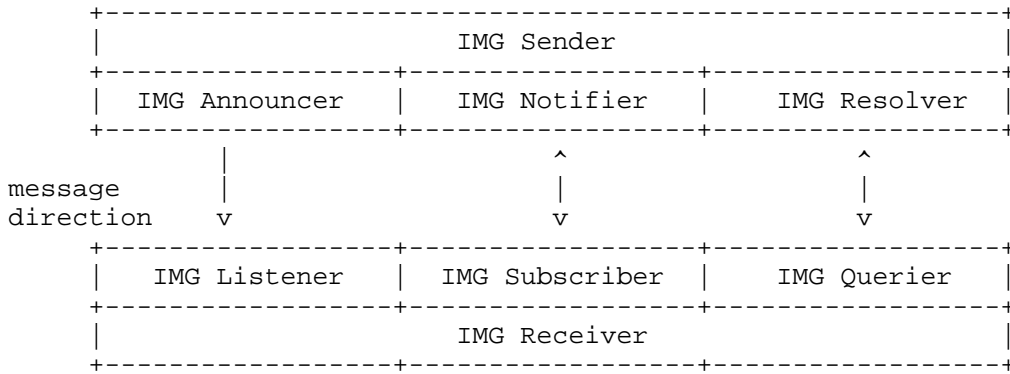 IMG Sender
IMG Announcer IMG Notifier IMG Resolver
message
direction
IMG Listener IMG Subscriber IMG Querier
IMG Receiver